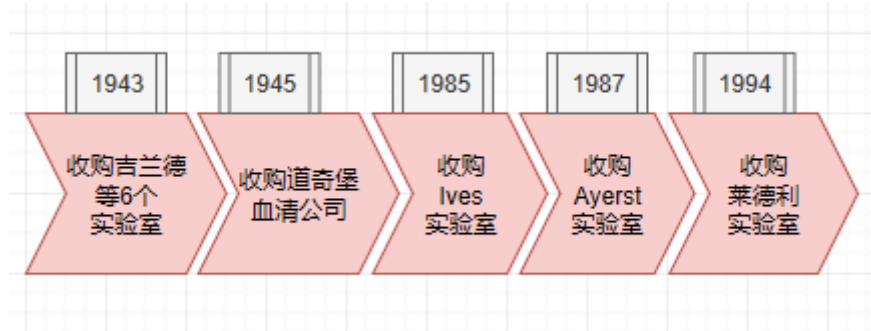 1943
收购吉兰德
等6个
实验室
1945
收购道奇堡
血清公司
1985
收购
Ives
实验室
1987
收购
Ayerst
实验室
1994
收购
莱德利
实验室